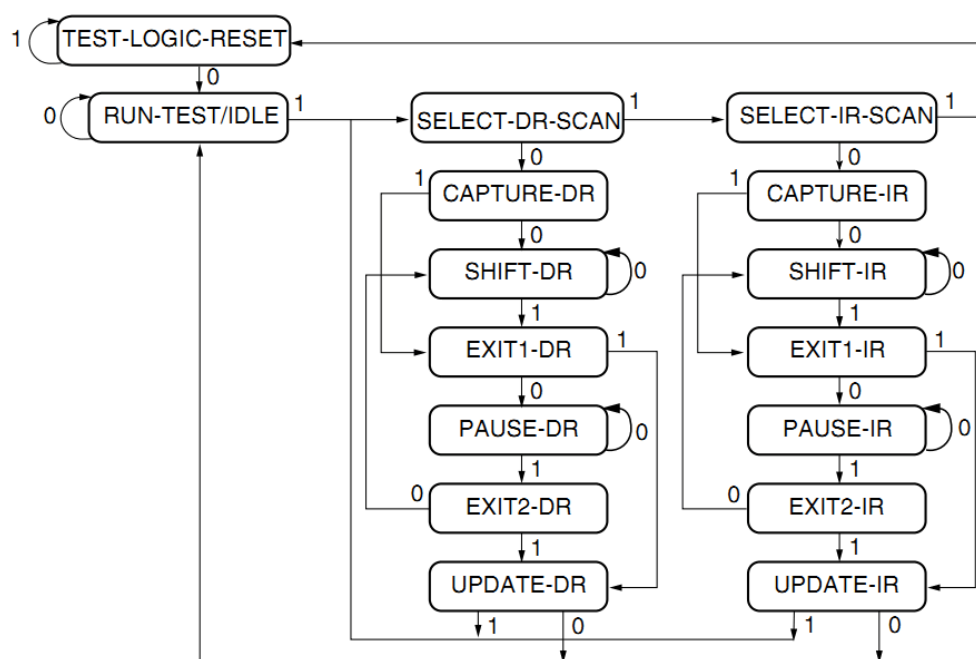 1 TEST-LOGIC-RESET
0
0 RUN-TEST/IDLE 1
SELECT-DR-SCAN 1
SELECT-IR-SCAN 1
0 0
1 CAPTURE-DR
1 CAPTURE-IR
0 0
SHIFT-DR 0
SHIFT-IR 0
1 1
EXIT1-DR 1
EXIT1-IR 1
0 0
PAUSE-DR 0
PAUSE-IR 0
1 1
0 EXIT2-DR
0 EXIT2-IR
1 1
UPDATE-DR
UPDATE-IR
1 0
1 0